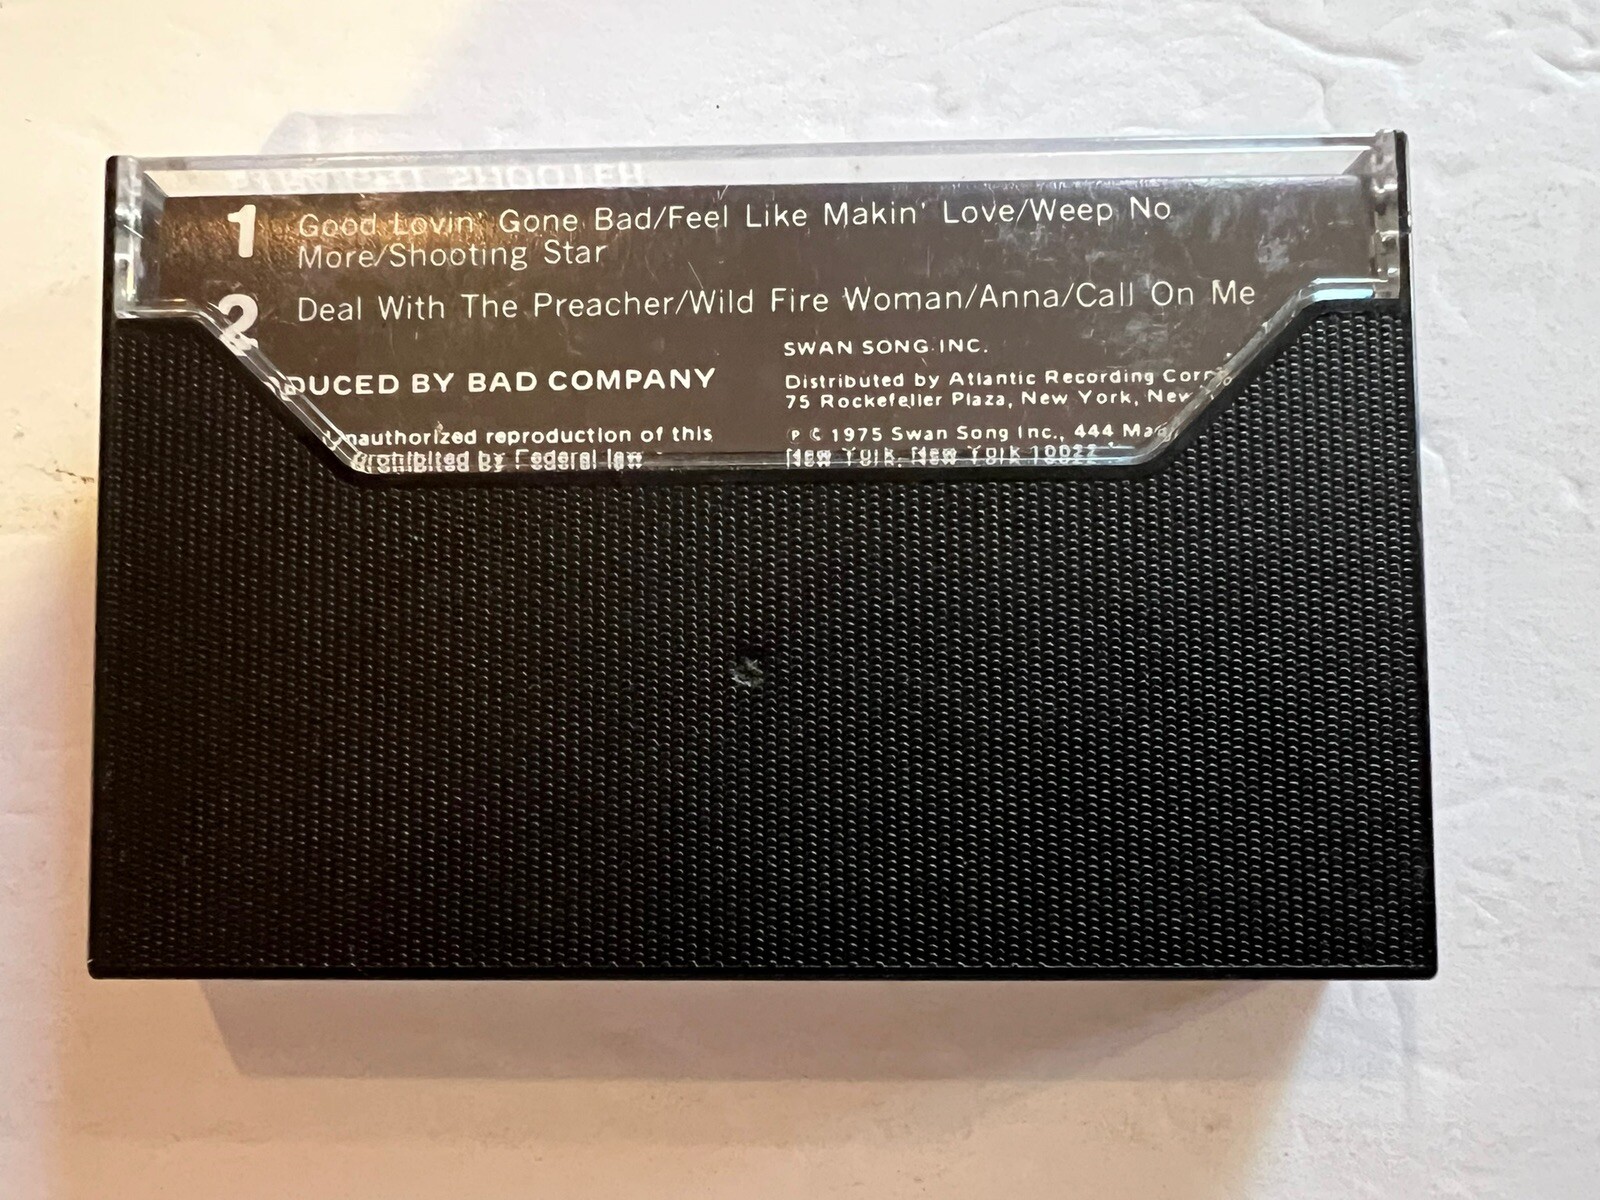 STRAIGHT SHOOTER
1 Good Lovin' Gone Bad/Feel Like Makin' Love/Weep No
More/Shooting Star
2 Deal With The Preacher/Wild Fire Woman/Anna/Call On Me
SWAN SONG INC.
DUCED BY BAD COMPANY
Distributed by Atlantic Recording Corp
75 Rockefeller Plaza, New York, New
Unauthorized reproduction of this
prohibited by Federal law
℗ © 1975 Swan Song Inc., 444 Mad
New York, New York 10022